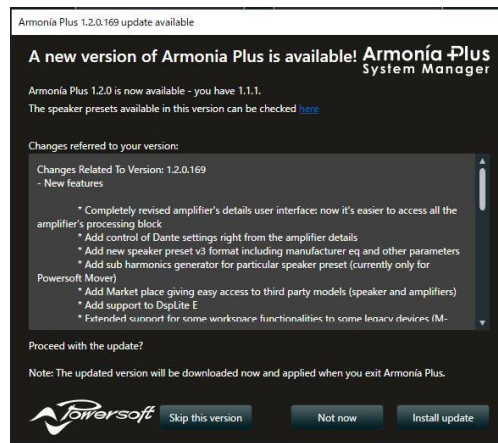 Armonía Plus 1.2.0.169 update available
A new version of Armonia Plus is available!
Armonía Plus
System Manager
Armonía Plus 1.2.0 is now available - you have 1.1.1.
The speaker presets available in this version can be checked here
Changes referred to your version:
Changes Related To Version: 1.2.0.169
- New features
* Completely revised amplifier's details user interface: now it's easier to access all the
amplifier's processing block
* Add control of Dante settings right from the amplifier details
* Add new speaker preset v3 format including manufacturer eq and other parameters
* Add sub harmonics generator for particular speaker preset (currently only for
Powersoft Mover)
* Add Market place giving easy access to third party models (speaker and amplifiers)
* Add support to DspLite E
* Extended support for some workspace functionalities to some legacy devices (M-
Proceed with the update?
Note: The updated version will be downloaded now and applied when you exit Armonía Plus.
Powersoft
Skip this version
Not now
Install update